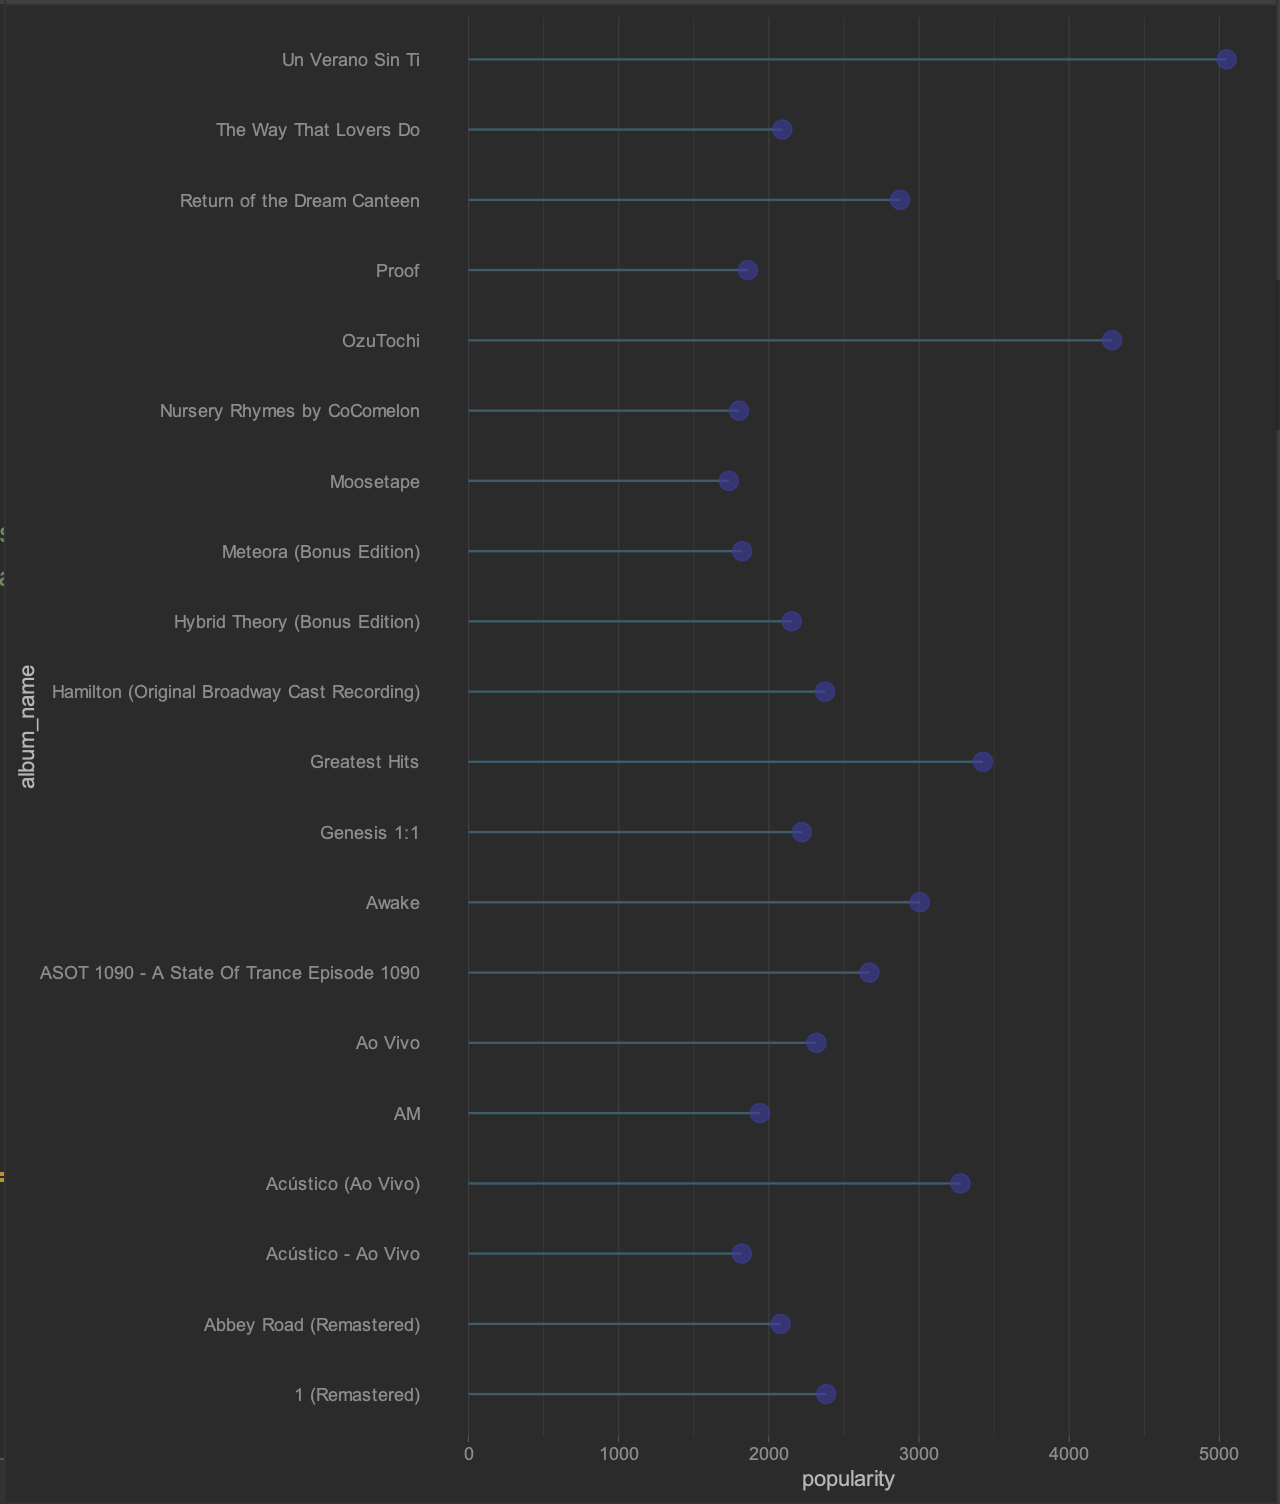 Un Verano Sin Ti
The Way That Lovers Do
Return of the Dream Canteen
Proof
OzuTochi
Nursery Rhymes by CoComelon
Moosetape
Meteora (Bonus Edition)
Hybrid Theory (Bonus Edition)
album_name
Hamilton (Original Broadway Cast Recording)
Greatest Hits
Genesis 1:1
Awake
ASOT 1090 - A State Of Trance Episode 1090
Ao Vivo
AM
Acústico (Ao Vivo)
Acústico - Ao Vivo
Abbey Road (Remastered)
1 (Remastered)
0 1000 2000 3000 4000 5000
popularity